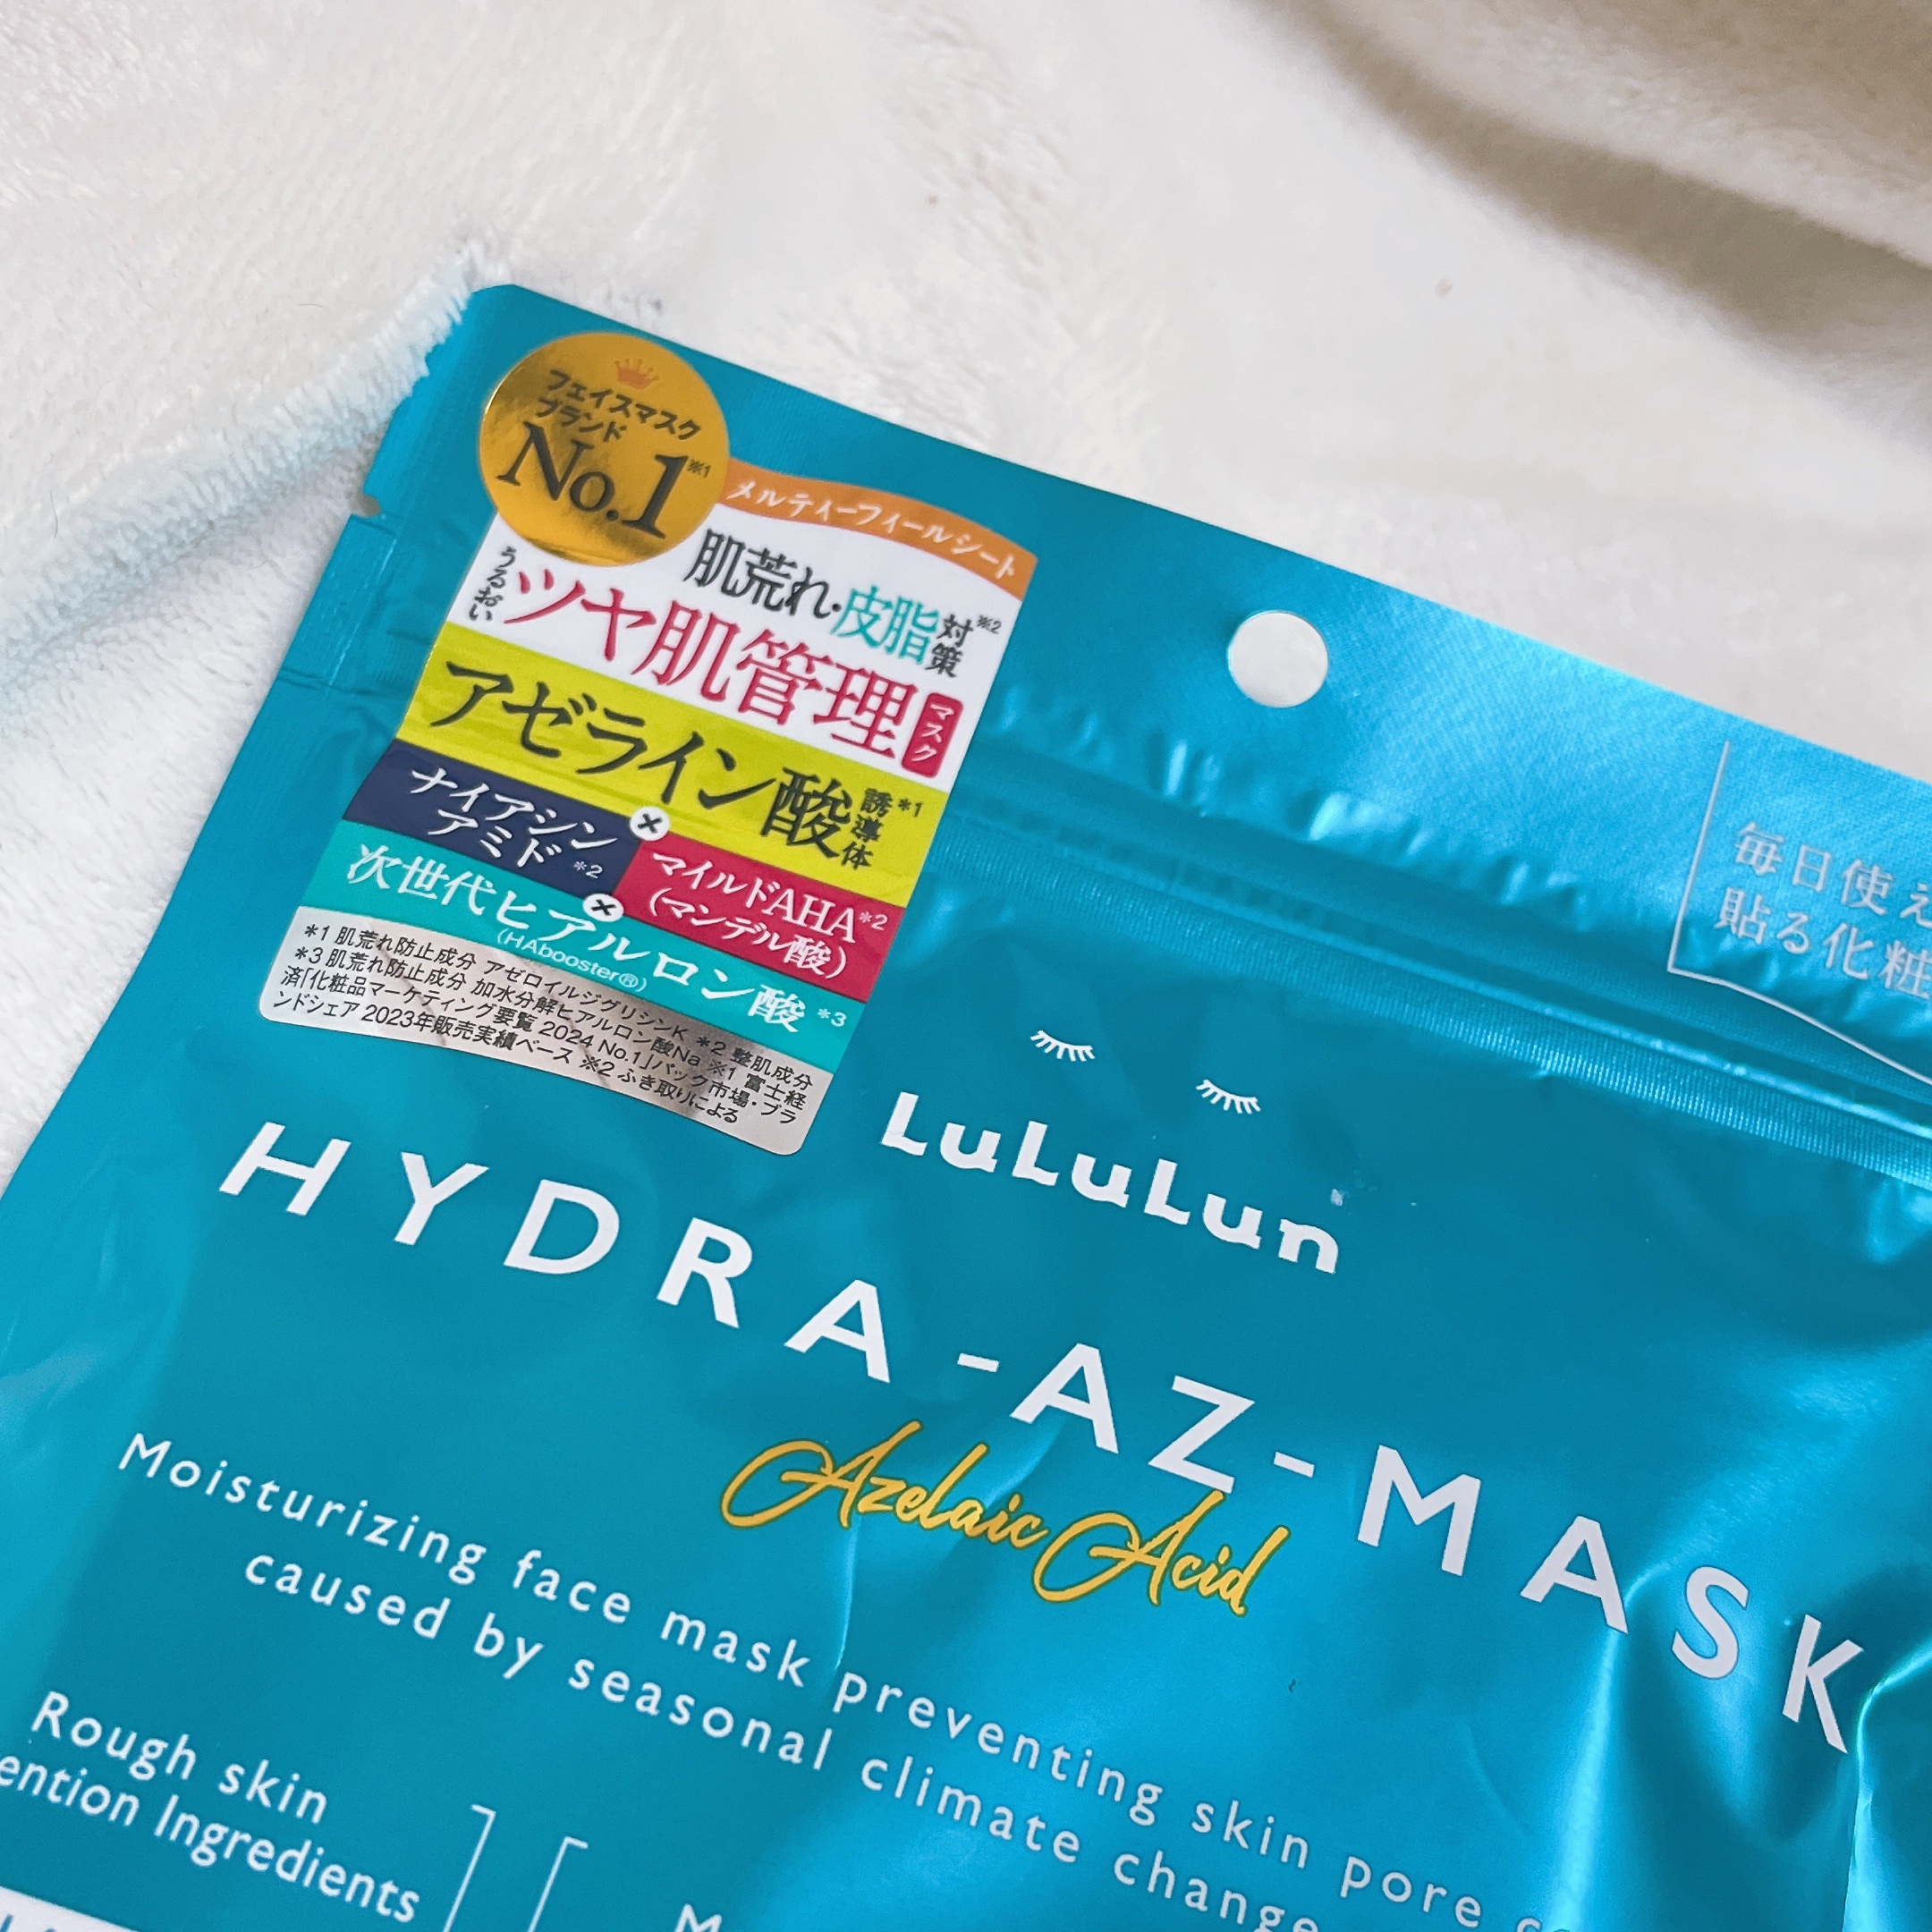 フェイスマスク
ブランド
No.1※1
メルティーフィールシート
肌荒れ・皮脂対策※2
うるおい
ツヤ肌管理マスク
アゼライン酸誘導体*1
×
ナイアシン
アミド*2
マイルドAHA*2
(マンデル酸)
×
次世代ヒアルロン酸*3
(HAbooster®)
*1 肌荒れ防止成分 アゼロイルジグリシンK *2 整肌成分
*3 肌荒れ防止成分 加水分解ヒアルロン酸Na ※1 富士経
済「化粧品マーケティング要覧 2024 No.1」パック市場・ブラ
ンドシェア 2023年販売実績ベース ※2 ふき取りによる
毎日使え
貼る化粧
LuLuLun
HYDRA-AZ-MASK
Azelaic Acid
Moisturizing face mask preventing skin pore
caused by seasonal climate change
Rough skin
ention Ingredients